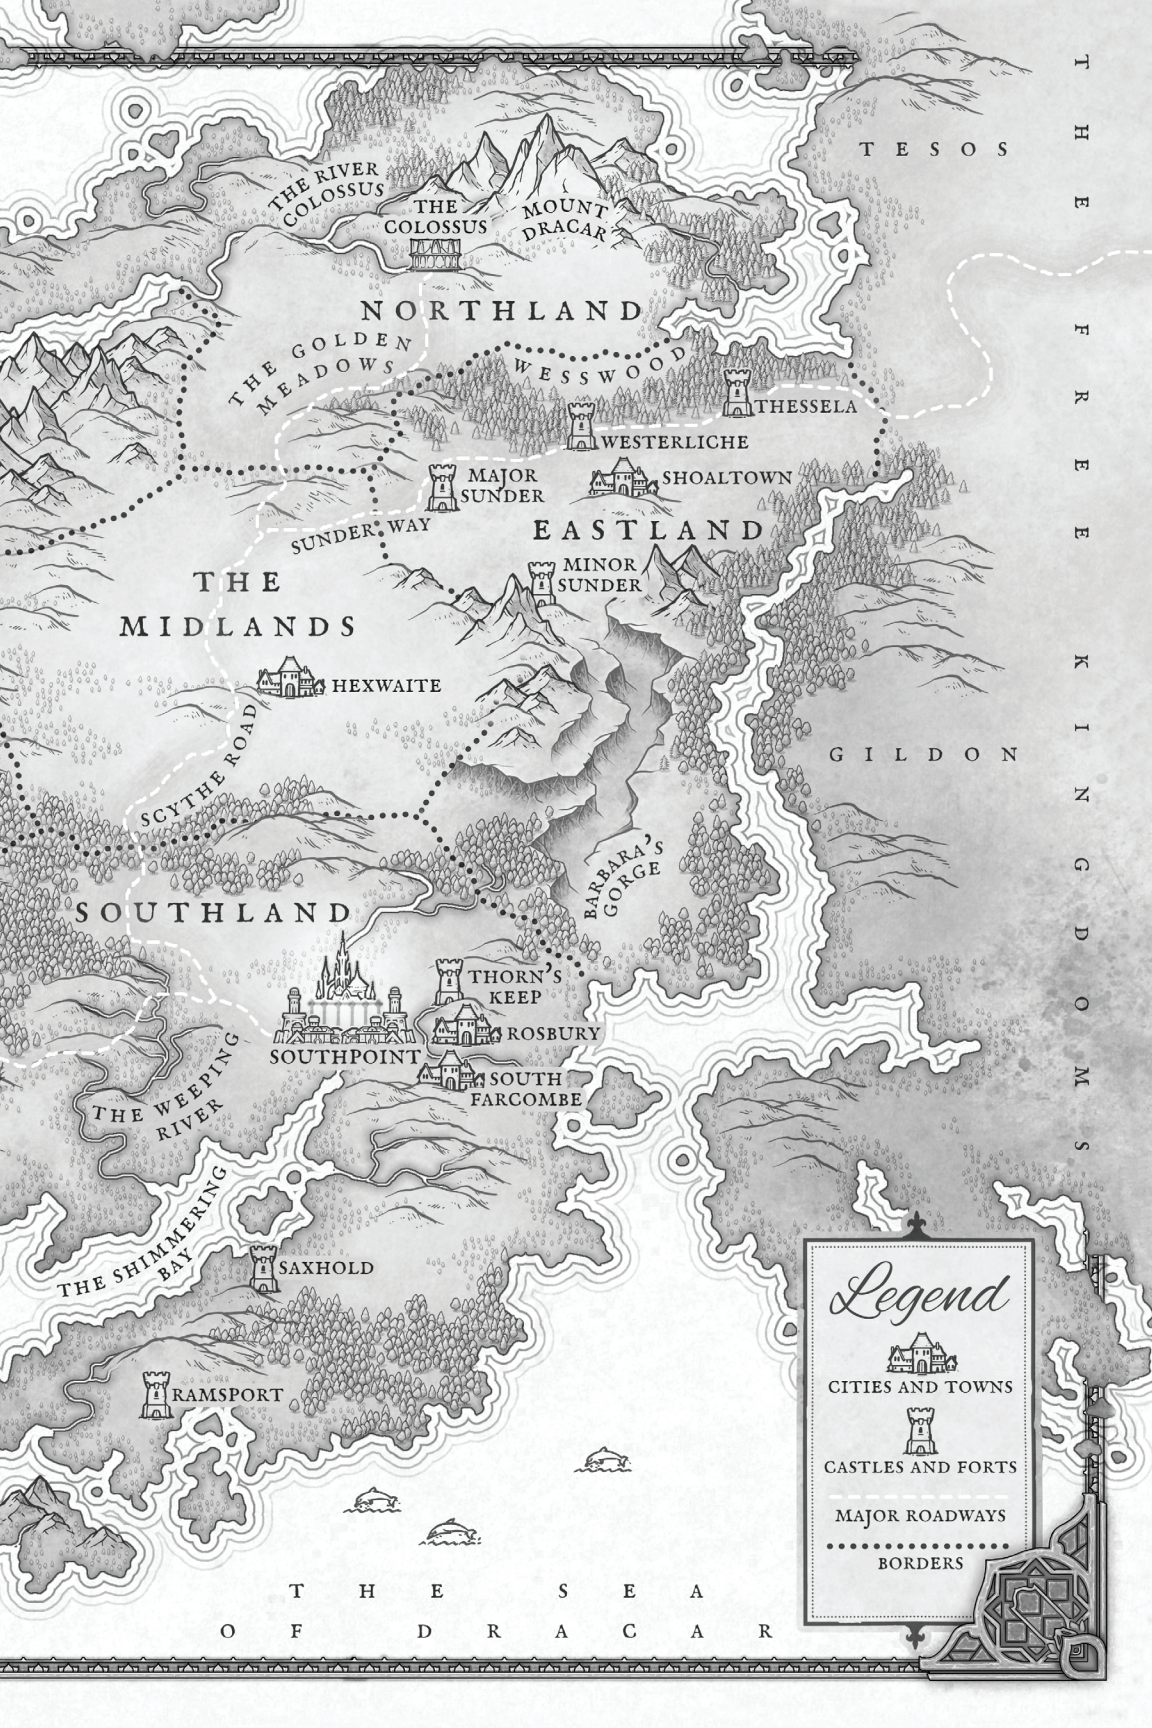 THE FREE KINGDOMS
TESOS
THE RIVER
COLOSSUS
THE
COLOSSUS
MOUNT
DRACAR
NORTHLAND
THE GOLDEN
MEADOWS
WESSWOOD
THESSELA
WESTERLICHE
MAJOR
SUNDER
SHOALTOWN
SUNDER WAY
EASTLAND
MINOR
SUNDER
THE
MIDLANDS
HEXWAITE
SCYTHE ROAD
GILDON
BARBARA'S
GORGE
SOUTHLAND
THORN'S
KEEP
ROSBURY
SOUTHPOINT
SOUTH
FARCOMBE
THE WEEPING
RIVER
THE SHIMMERING
BAY
SAXHOLD
RAMSPORT
Legend
CITIES AND TOWNS
CASTLES AND FORTS
MAJOR ROADWAYS
BORDERS
THE SEA
OF DRACAR